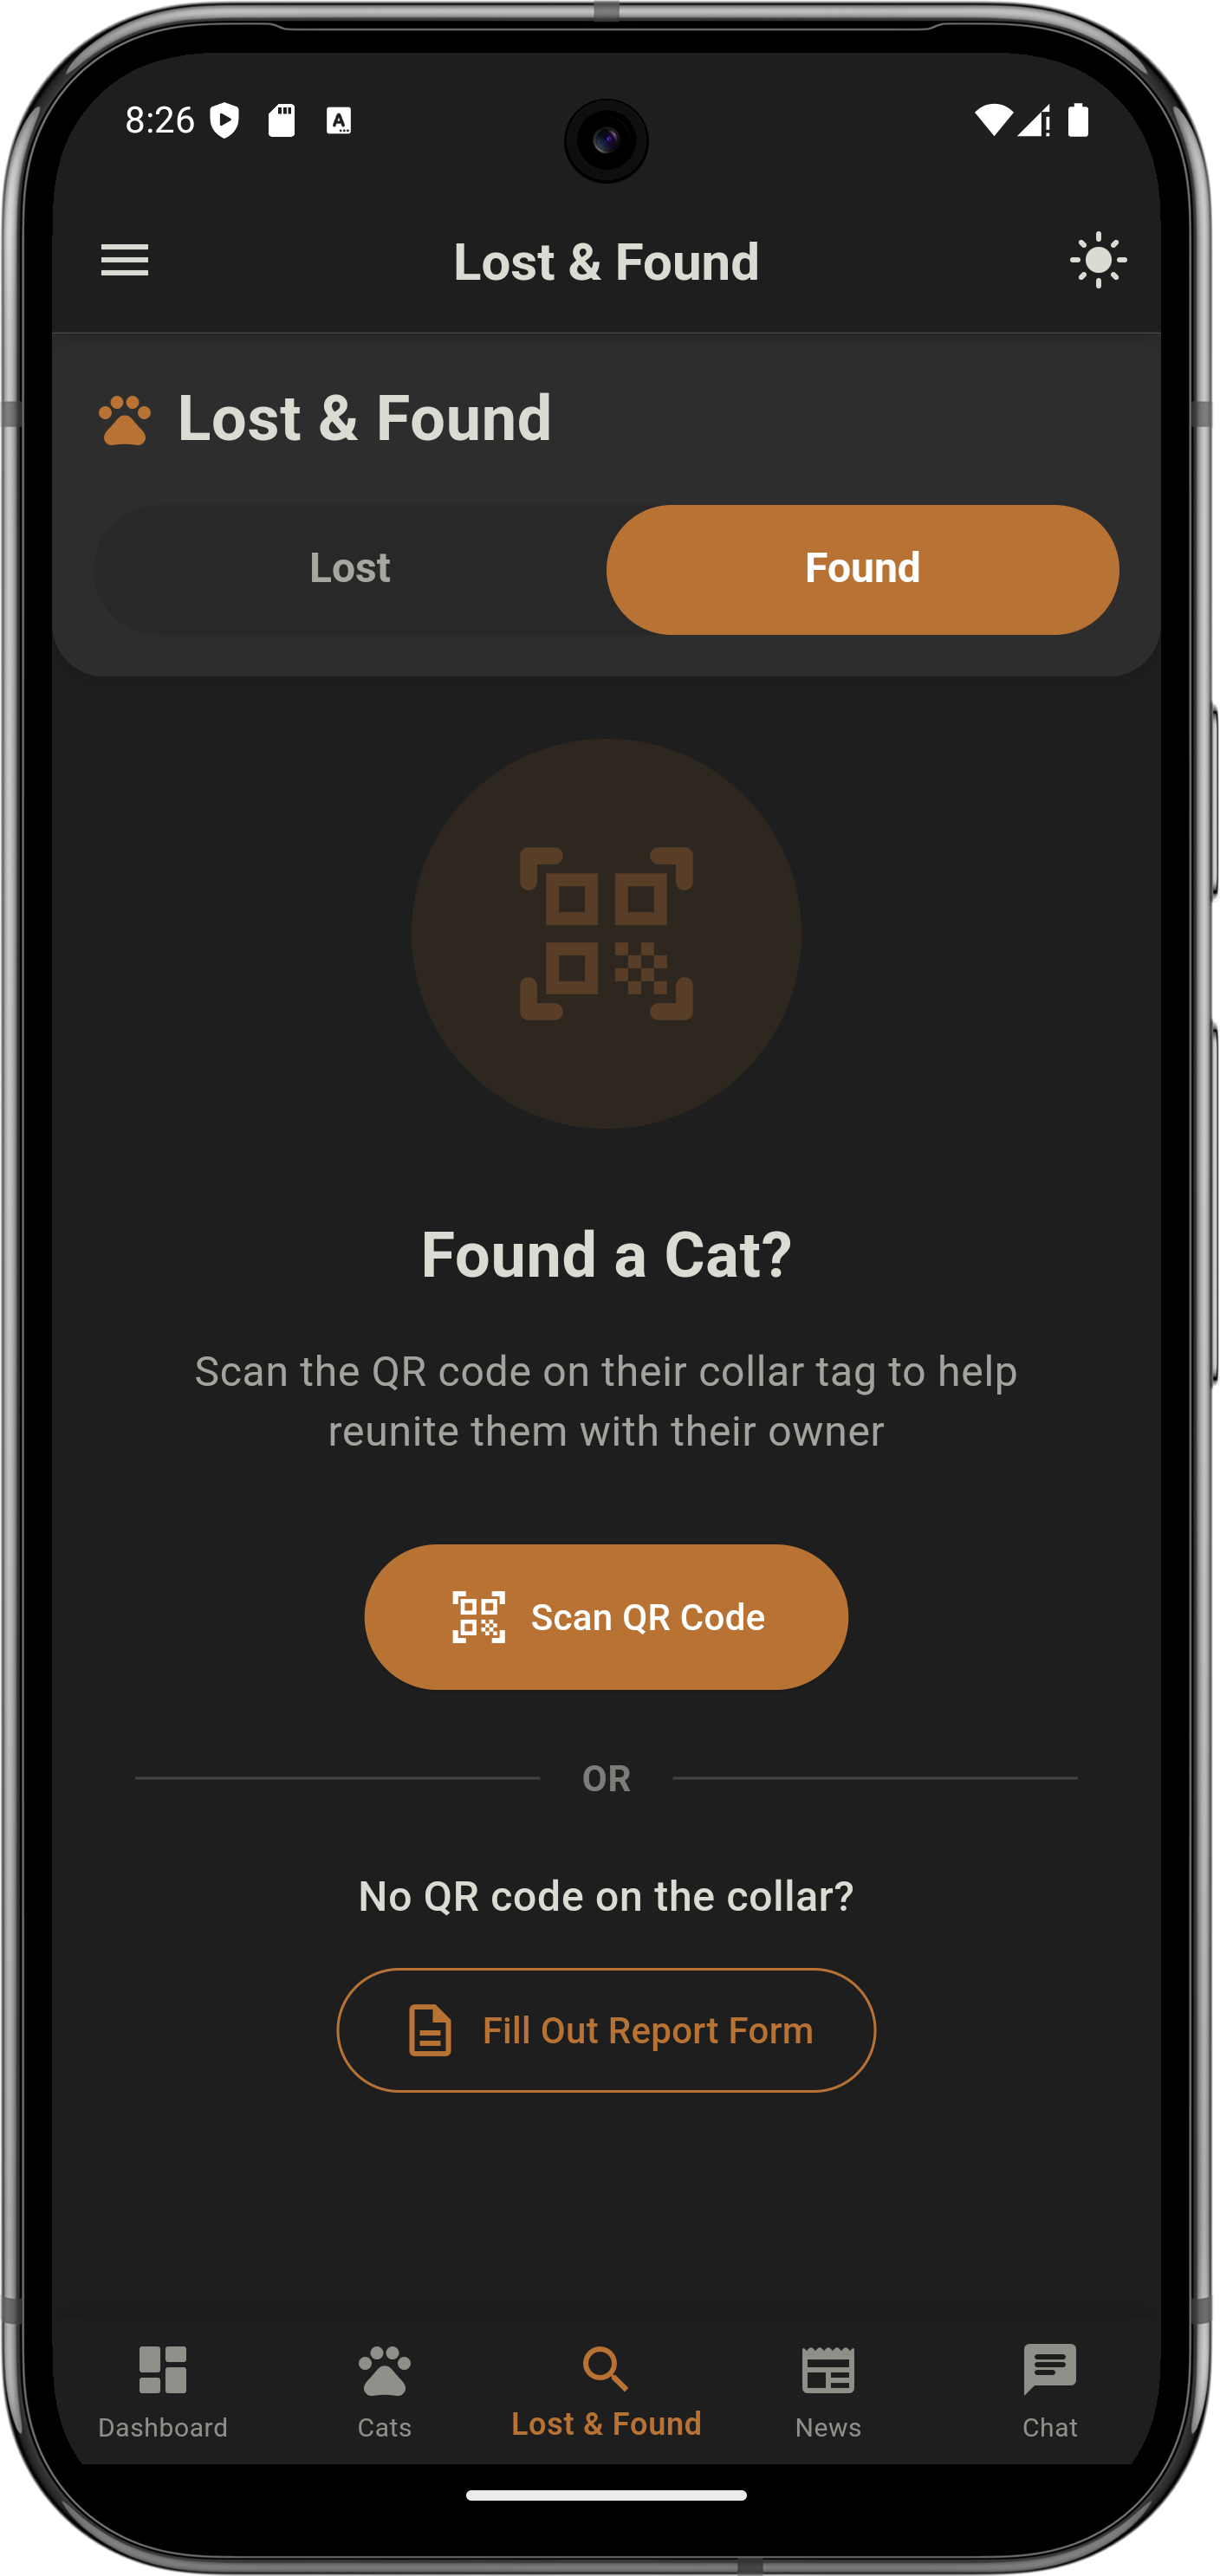 8:26
Lost & Found
Lost & Found
Lost
Found
Found a Cat?
Scan the QR code on their collar tag to help
reunite them with their owner
Scan QR Code
OR
No QR code on the collar?
Fill Out Report Form
Dashboard
Cats
Lost & Found
News
Chat